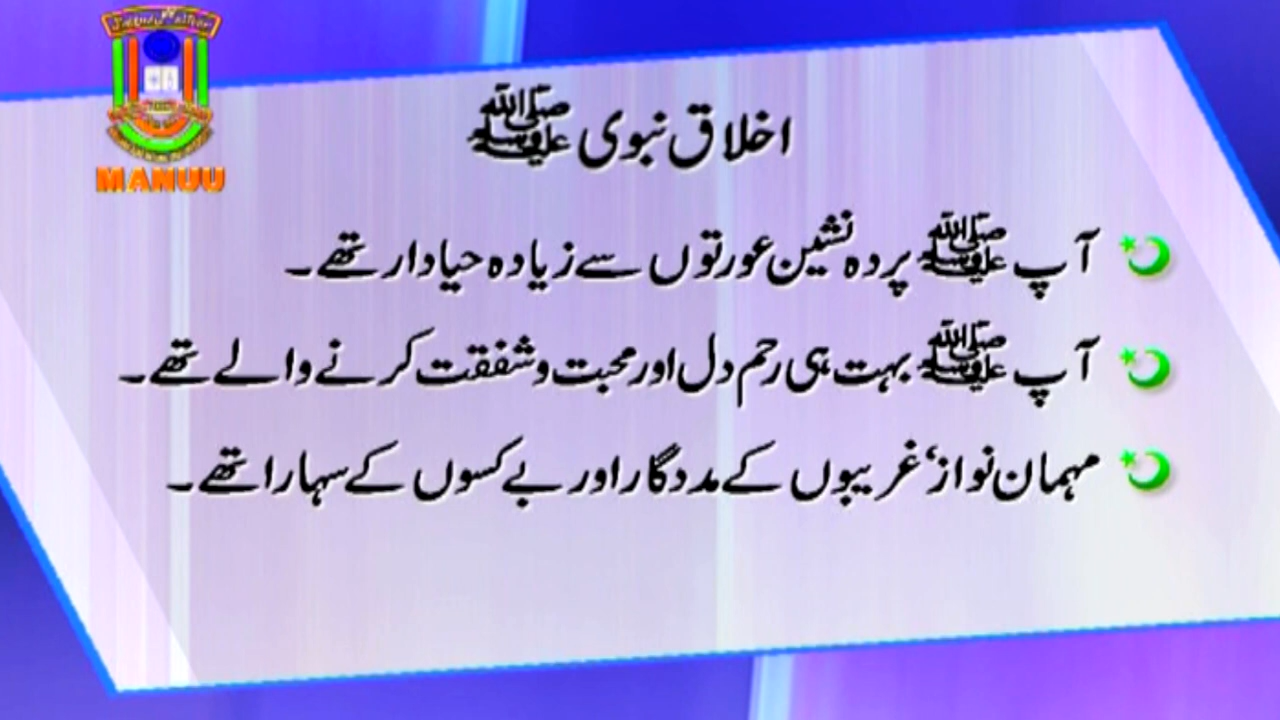 MANUU
اخلاق نبوی ﷺ
آپ ﷺ پردہ نشین عورتوں سے زیادہ حیادار تھے۔
آپ ﷺ بہت ہی رحم دل اور محبت و شفقت کرنے والے تھے۔
مہمان نواز‘ غریبوں کے مددگار اور بے کسوں کے سہارا تھے۔